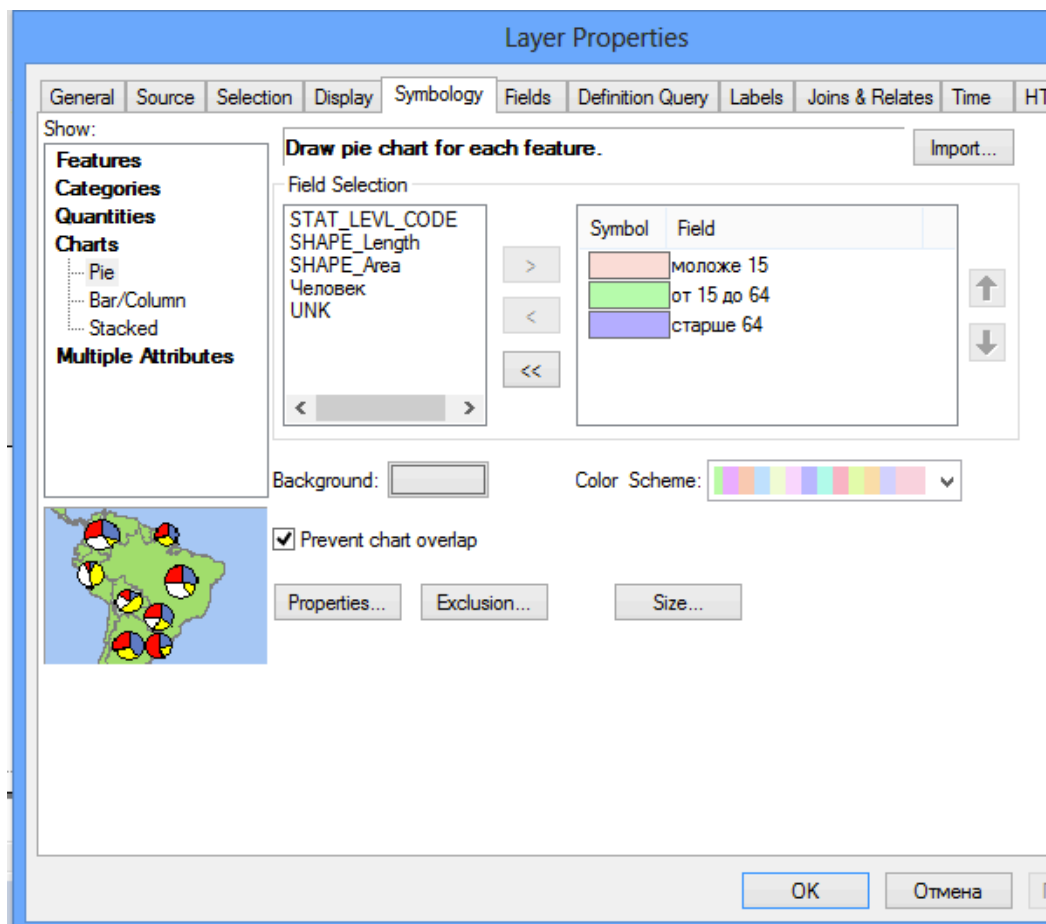 Layer Properties
General Source Selection Display Symbology Fields Definition Query Labels Joins & Relates Time HT
Show:
Features
Categories
Quantities
Charts
Pie
Bar/Column
Stacked
Multiple Attributes
Draw pie chart for each feature.
Import...
Field Selection
STAT_LEVL_CODE
SHAPE_Length
SHAPE_Area
Человек
UNK
>
<
<<
Symbol Field
моложе 15
от 15 до 64
старше 64
Background:
Color Scheme:
Prevent chart overlap
Properties... Exclusion... Size...
OK Отмена